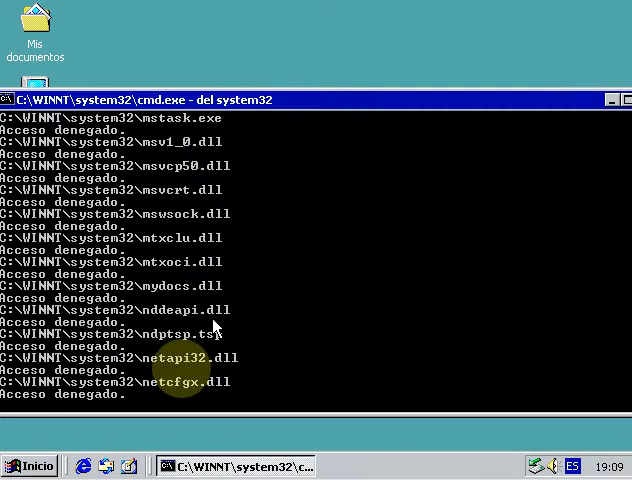 Mis
documentos
C:\WINNT\system32\cmd.exe - del system32
C:\WINNT\system32\mstask.exe
Acceso denegado.
C:\WINNT\system32\msv1_0.dll
Acceso denegado.
C:\WINNT\system32\msvcp50.dll
Acceso denegado.
C:\WINNT\system32\msvcrt.dll
Acceso denegado.
C:\WINNT\system32\mswsock.dll
Acceso denegado.
C:\WINNT\system32\mtxclu.dll
Acceso denegado.
C:\WINNT\system32\mtxoci.dll
Acceso denegado.
C:\WINNT\system32\mydocs.dll
Acceso denegado.
C:\WINNT\system32\nddeapi.dll
Acceso denegado.
C:\WINNT\system32\ndptsp.tsp
Acceso denegado.
C:\WINNT\system32\netapi32.dll
Acceso denegado.
C:\WINNT\system32\netcfgx.dll
Acceso denegado.
Inicio
C:\WINNT\system32\c...
ES
19:09